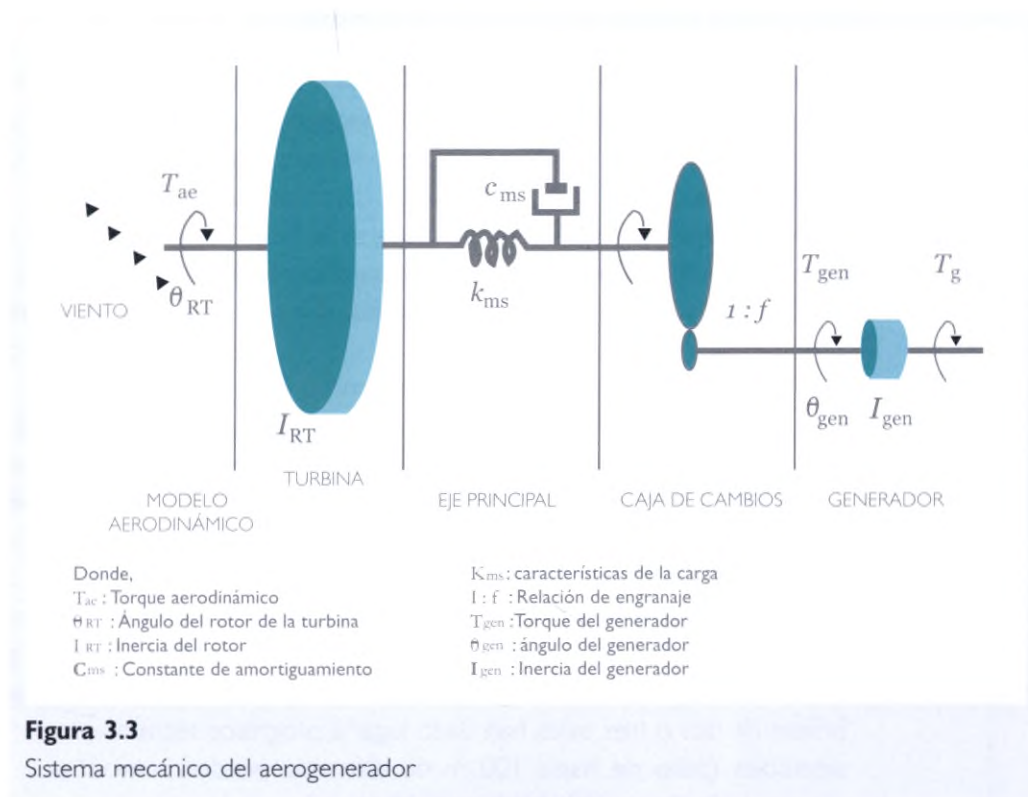 T_ae
θ_RT
VIENTO
I_RT
c_ms
k_ms
1 : f
T_gen
T_g
θ_gen
I_gen
MODELO
AERODINÁMICO
TURBINA
EJE PRINCIPAL
CAJA DE CAMBIOS
GENERADOR
Donde,
Tae : Torque aerodinámico
θ RT : Ángulo del rotor de la turbina
I RT : Inercia del rotor
Cms : Constante de amortiguamiento
Kms : características de la carga
1 : f : Relación de engranaje
Tgen :Torque del generador
θgen : ángulo del generador
Igen : Inercia del generador
Figura 3.3
Sistema mecánico del aerogenerador